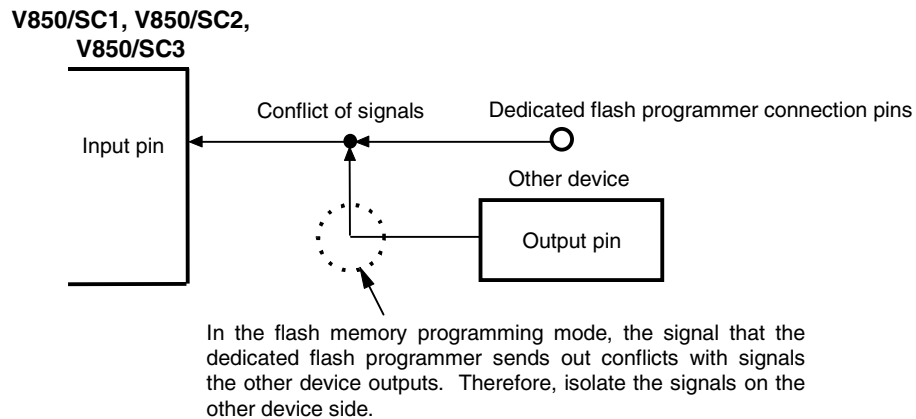 V850/SC1, V850/SC2,
V850/SC3
Conflict of signals
Dedicated flash programmer connection pins
Input pin
Other device
Output pin
In the flash memory programming mode, the signal that the
dedicated flash programmer sends out conflicts with signals
the other device outputs. Therefore, isolate the signals on the
other device side.